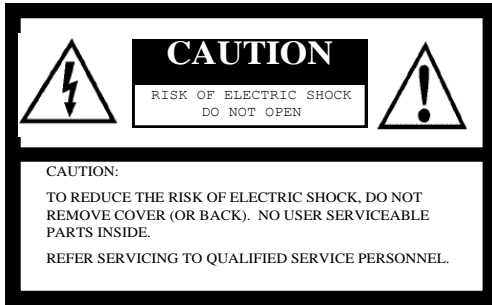 CAUTION
RISK OF ELECTRIC SHOCK
DO NOT OPEN
CAUTION:
TO REDUCE THE RISK OF ELECTRIC SHOCK, DO NOT
REMOVE COVER (OR BACK). NO USER SERVICEABLE
PARTS INSIDE.
REFER SERVICING TO QUALIFIED SERVICE PERSONNEL.